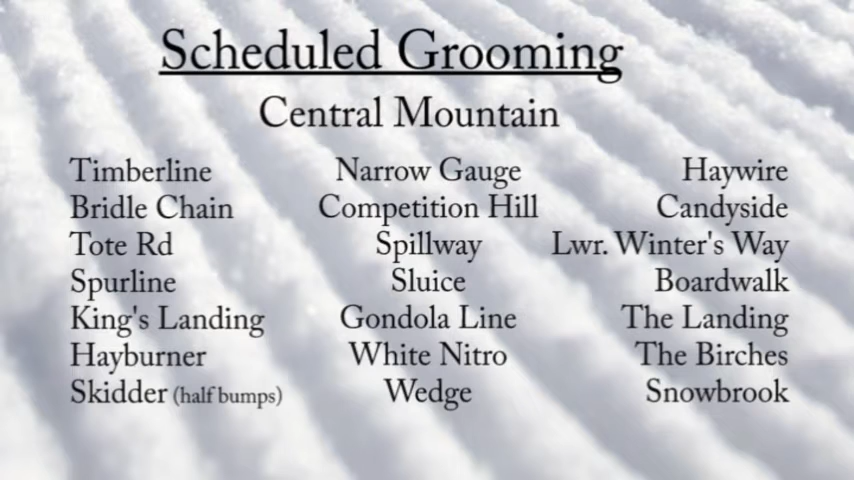 Scheduled Grooming
Central Mountain
Timberline
Bridle Chain
Tote Rd
Spurline
King's Landing
Hayburner
Skidder (half bumps)
Narrow Gauge
Competition Hill
Spillway
Sluice
Gondola Line
White Nitro
Wedge
Haywire
Candyside
Lwr. Winter's Way
Boardwalk
The Landing
The Birches
Snowbrook